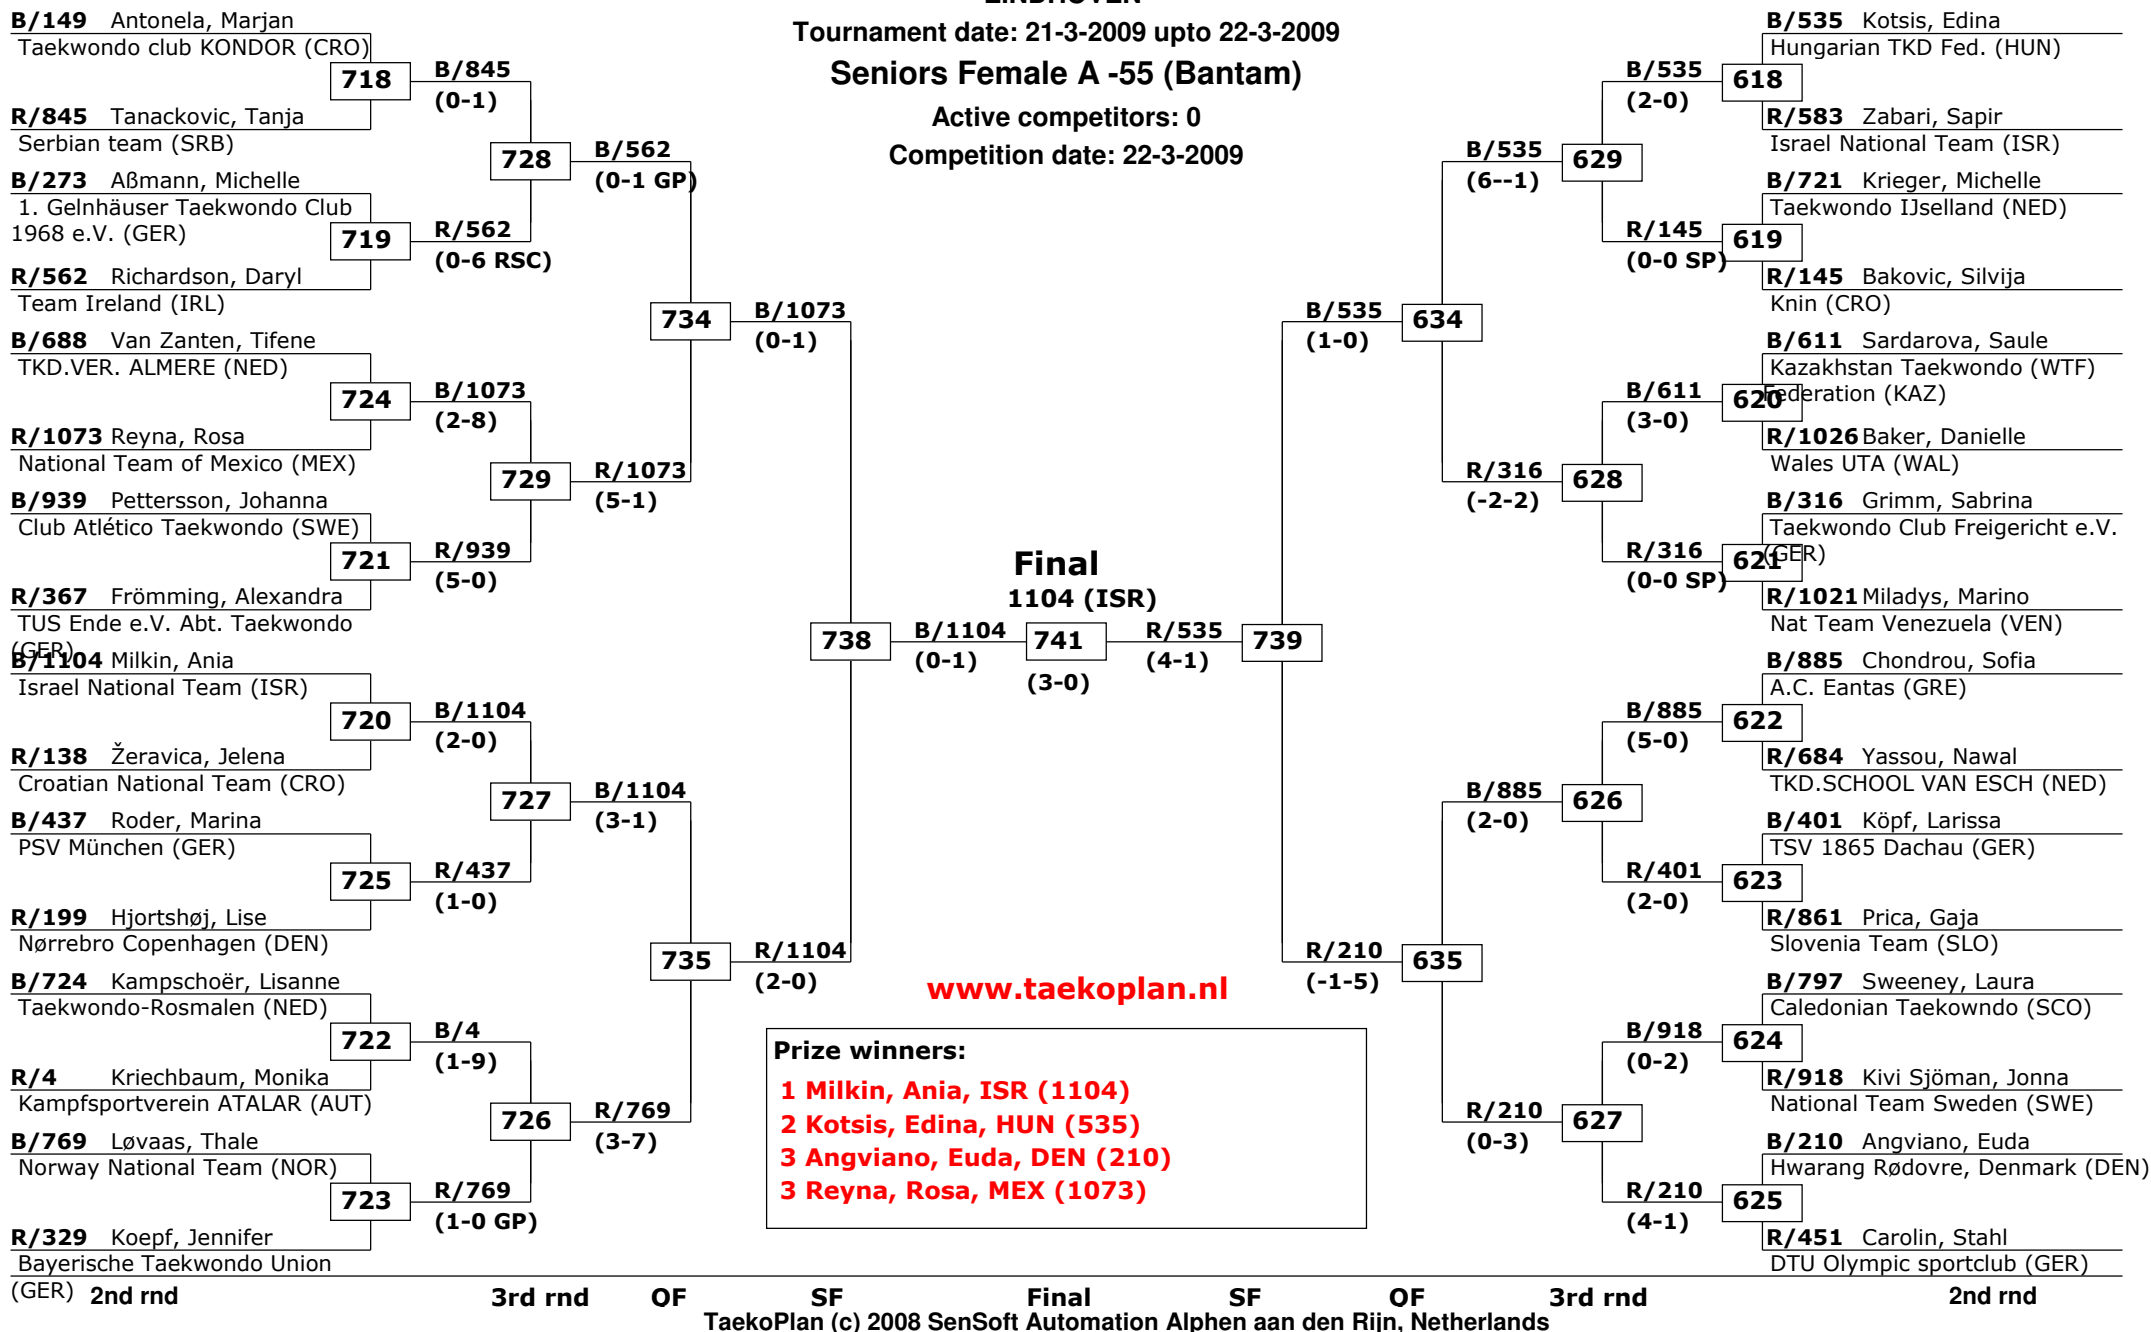 EINDHOVEN
Tournament date: 21-3-2009 upto 22-3-2009
Seniors Female A -55 (Bantam)
Active competitors: 0
Competition date: 22-3-2009
B/149 Antonela, Marjan
Taekwondo club KONDOR (CRO)
718
R/845 Tanackovic, Tanja
Serbian team (SRB)
B/273 Aßmann, Michelle
1. Gelnhäuser Taekwondo Club
1968 e.V. (GER)
719
R/562 Richardson, Daryl
Team Ireland (IRL)
B/688 Van Zanten, Tifene
TKD.VER. ALMERE (NED)
724
R/1073 Reyna, Rosa
National Team of Mexico (MEX)
B/939 Pettersson, Johanna
Club Atlético Taekwondo (SWE)
721
R/367 Frömming, Alexandra
TUS Ende e.V. Abt. Taekwondo
(GER)
B/1104 Milkin, Ania
Israel National Team (ISR)
720
R/138 Žeravica, Jelena
Croatian National Team (CRO)
B/437 Roder, Marina
PSV München (GER)
725
R/199 Hjortshøj, Lise
Nørrebro Copenhagen (DEN)
B/724 Kampschoër, Lisanne
Taekwondo-Rosmalen (NED)
722
R/4 Kriechbaum, Monika
Kampfsportverein ATALAR (AUT)
B/769 Løvaas, Thale
Norway National Team (NOR)
723
R/329 Koepf, Jennifer
Bayerische Taekwondo Union
(GER)
B/845
(0-1)
728
R/562
(0-6 RSC)
B/1073
(2-8)
729
R/939
(5-0)
B/1104
(2-0)
727
R/437
(1-0)
B/4
(1-9)
726
R/769
(1-0 GP)
B/562
(0-1 GP)
734
R/1073
(5-1)
B/1104
(3-1)
735
R/769
(3-7)
B/1073
(0-1)
738
R/1104
(2-0)
B/1104
(0-1)
Final
1104 (ISR)
741
(3-0)
R/535
(4-1)
739
B/535
(1-0)
634
R/210
(-1-5)
635
B/535
(6--1)
629
R/316
(-2-2)
628
B/885
(2-0)
626
R/210
(0-3)
627
B/535
(2-0)
R/145
(0-0 SP)
B/611
(3-0)
R/316
(0-0 SP)
B/885
(5-0)
R/401
(2-0)
B/918
(0-2)
R/210
(4-1)
B/535 Kotsis, Edina
Hungarian TKD Fed. (HUN)
618
R/583 Zabari, Sapir
Israel National Team (ISR)
B/721 Krieger, Michelle
Taekwondo IJselland (NED)
619
R/145 Bakovic, Silvija
Knin (CRO)
B/611 Sardarova, Saule
Kazakhstan Taekwondo (WTF)
Federation (KAZ)
620
R/1026 Baker, Danielle
Wales UTA (WAL)
B/316 Grimm, Sabrina
Taekwondo Club Freigericht e.V.
(GER)
621
R/1021 Miladys, Marino
Nat Team Venezuela (VEN)
B/885 Chondrou, Sofia
A.C. Eantas (GRE)
622
R/684 Yassou, Nawal
TKD.SCHOOL VAN ESCH (NED)
B/401 Köpf, Larissa
TSV 1865 Dachau (GER)
623
R/861 Prica, Gaja
Slovenia Team (SLO)
B/797 Sweeney, Laura
Caledonian Taekowndo (SCO)
624
R/918 Kivi Sjöman, Jonna
National Team Sweden (SWE)
B/210 Angviano, Euda
Hwarang Rødovre, Denmark (DEN)
625
R/451 Carolin, Stahl
DTU Olympic sportclub (GER)
www.taekoplan.nl
Prize winners:
1 Milkin, Ania, ISR (1104)
2 Kotsis, Edina, HUN (535)
3 Angviano, Euda, DEN (210)
3 Reyna, Rosa, MEX (1073)
2nd rnd 3rd rnd QF SF Final SF QF 3rd rnd 2nd rnd
TaekoPlan (c) 2008 SenSoft Automation Alphen aan den Rijn, Netherlands